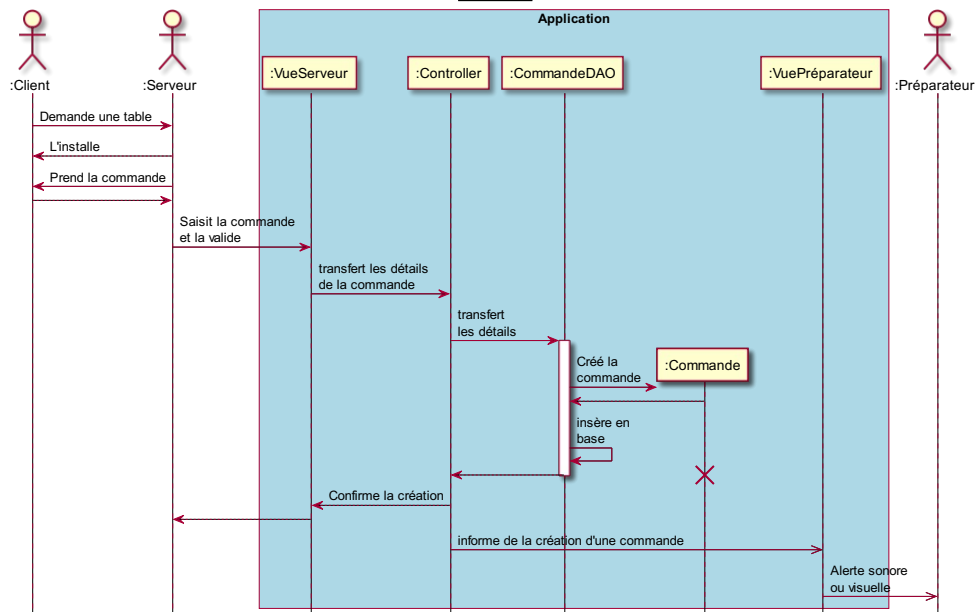 Application
:VueServeur
:Controller
:CommandeDAO
:VuePréparateur
:Client
:Serveur
:Préparateur
Demande une table
L'installe
Prend la commande
Saisit la commande
et la valide
transfert les détails
de la commande
transfert
les détails
:Commande
Créé la
commande
insère en
base
Confirme la création
informe de la création d'une commande
Alerte sonore
ou visuelle